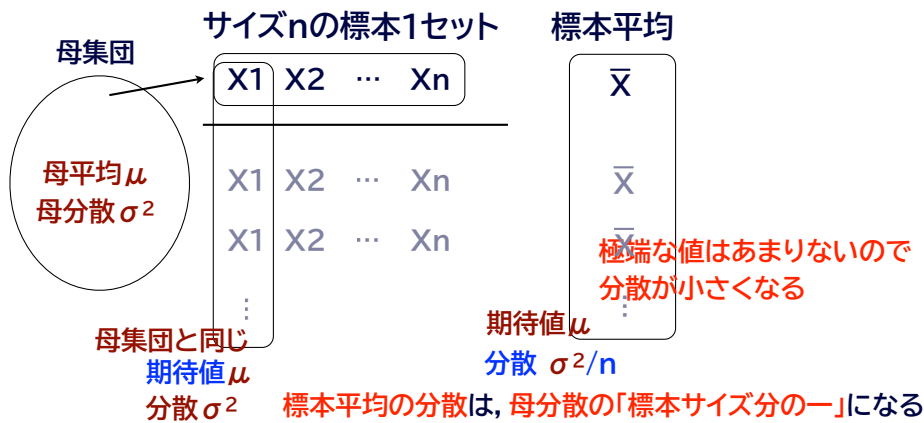 サイズnの標本1セット
標本平均
母集団
X1 X2 … Xn
X̅
母平均μ
母分散σ²
X1 X2 … Xn
X̅
X1 X2 … Xn
X̅
極端な値はあまりないので
分散が小さくなる
⋮
⋮
母集団と同じ
期待値μ
分散σ²
期待値μ
分散 σ²/n
標本平均の分散は, 母分散の「標本サイズ分の一」になる